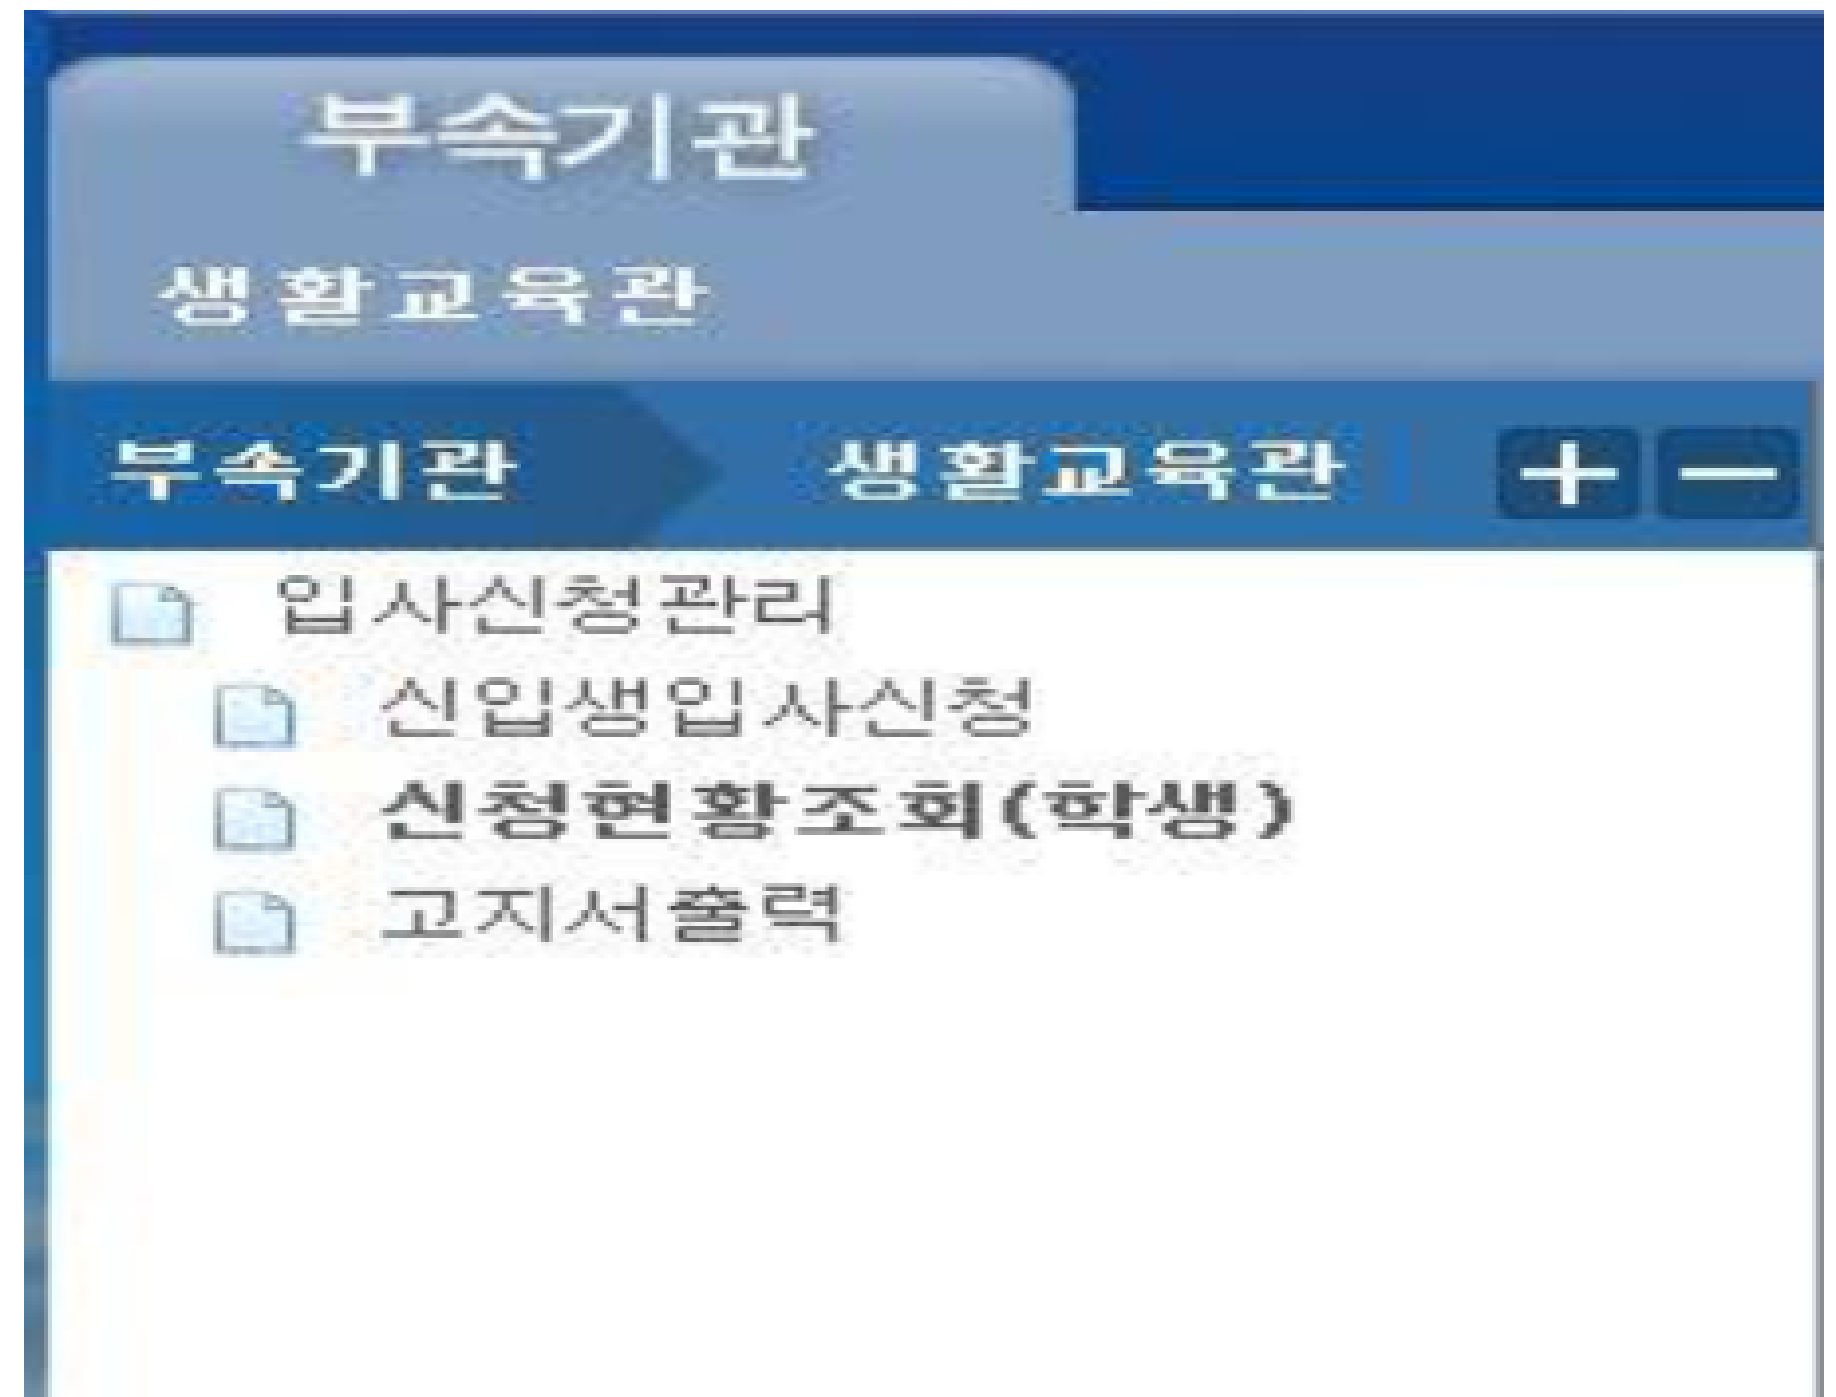 부속기관
생활교육관
부속기관 생활교육관 + -
입사신청관리
신입생입사신청
신청현황조회(학생)
고지서출력